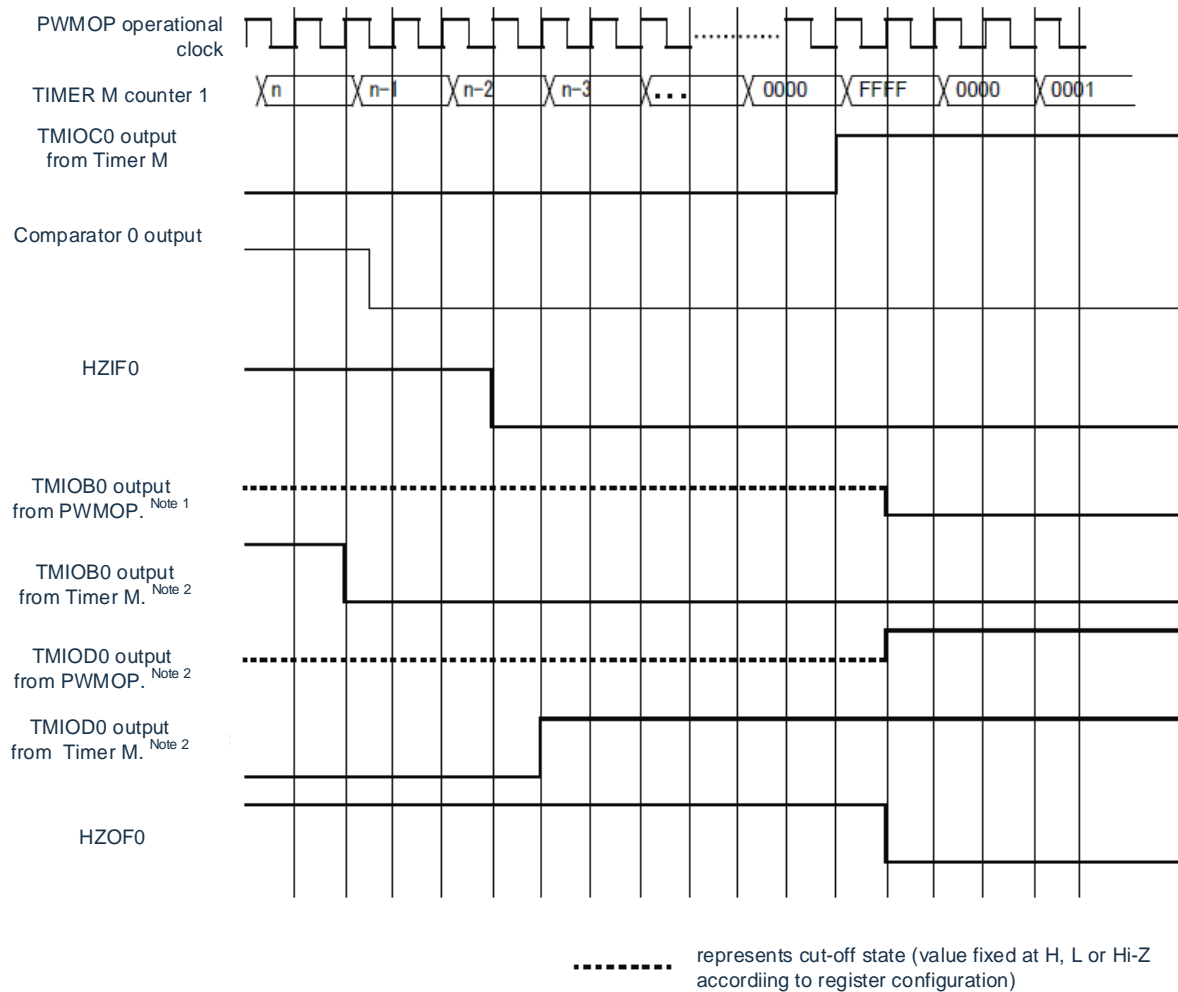 PWMOP operational
clock
TIMER M counter 1
n
n-1
n-2
n-3
...
0000
FFFF
0000
0001
TMIOC0 output
from Timer M
Comparator 0 output
HZIF0
TMIOB0 output
from PWMOP. Note 1
TMIOB0 output
from Timer M. Note 2
TMIOD0 output
from PWMOP. Note 2
TMIOD0 output
from Timer M. Note 2
HZOF0
represents cut-off state (value fixed at H, L or Hi-Z
accordiing to register configuration)